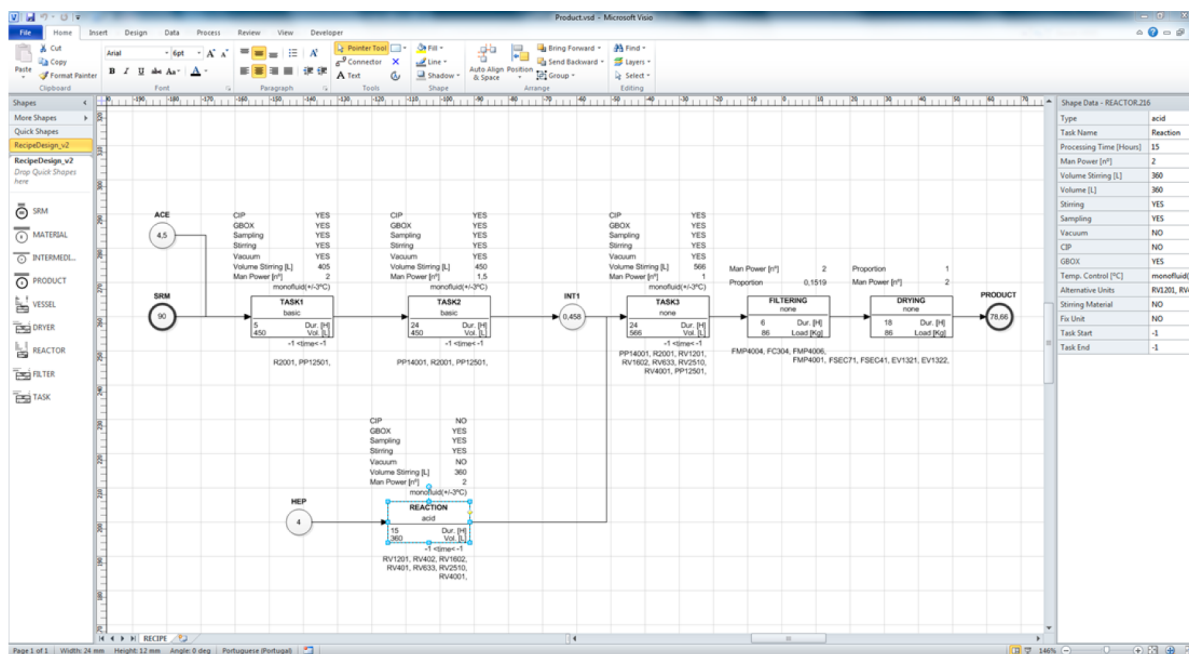 Product.vsd - Microsoft Visio
File Home Insert Design Data Process Review View Developer
Cut
Copy
Format Painter
Paste
Clipboard
Arial 6pt
Font
Paragraph
Pointer Tool
Connector
Text
Tools
Fill
Line
Shadow
Shape
Auto Align & Space
Position
Bring Forward
Send Backward
Group
Arrange
Find
Layers
Select
Editing
Shapes
More Shapes
Quick Shapes
RecipeDesign_v2
RecipeDesign_v2
Drop Quick Shapes here
SRM
MATERIAL
INTERMEDI...
PRODUCT
VESSEL
DRYER
REACTOR
FILTER
TASK
ACE
4,5
SRM
90
CIP YES
GBOX YES
Sampling YES
Stirring YES
Vacuum YES
Volume Stirring [L] 405
Man Power [nº] 2
monofluid(+/-3ºC)
TASK1
basic
5 Dur. [H]
450 Vol. [L]
-1 <time< -1
R2001, PP12501,
CIP YES
GBOX YES
Sampling YES
Stirring YES
Vacuum YES
Volume Stirring [L] 450
Man Power [nº] 1,5
monofluid(+/-3ºC)
TASK2
basic
24 Dur. [H]
450 Vol. [L]
-1 <time< -1
PP14001, R2001, PP12501,
INT1
0,458
CIP YES
GBOX YES
Sampling YES
Stirring YES
Vacuum YES
Volume Stirring [L] 566
Man Power [nº] 1
monofluid(+/-3ºC)
TASK3
none
24 Dur. [H]
566 Vol. [L]
-1 <time< -1
PP14001, R2001, RV1201,
RV1602, RV633, RV2510,
RV4001, PP12501,
Man Power [nº] 2
Proportion 0,1519
FILTERING
none
6 Dur. [H]
86 Load [Kg]
FMP4004, FC304, FMP4006,
FMP4001, FSEC71, FSEC41, EV1321, EV1322,
Proportion 1
Man Power [nº] 2
DRYING
none
18 Dur. [H]
86 Load [Kg]
PRODUCT
78,66
CIP NO
GBOX YES
Sampling YES
Stirring YES
Vacuum NO
Volume Stirring [L] 360
Man Power [nº] 2
monofluid(+/-3ºC)
HEP
4
REACTION
acid
15 Dur. [H]
360 Vol. [L]
-1 <time< -1
RV1201, RV402, RV1602,
RV401, RV633, RV2510,
RV4001,
Shape Data - REACTOR.216
Type acid
Task Name Reaction
Processing Time [Hours] 15
Man Power [nº] 2
Volume Stirring [L] 360
Volume [L] 360
Stirring YES
Sampling YES
Vacuum NO
CIP NO
GBOX YES
Temp. Control [ºC] monofluid(
Alternative Units RV1201, RV4
Stirring Material NO
Fix Unit NO
Task Start -1
Task End -1
RECIPE
Page 1 of 1 Width: 24 mm Height: 12 mm Angle: 0 deg Portuguese (Portugal) 146%